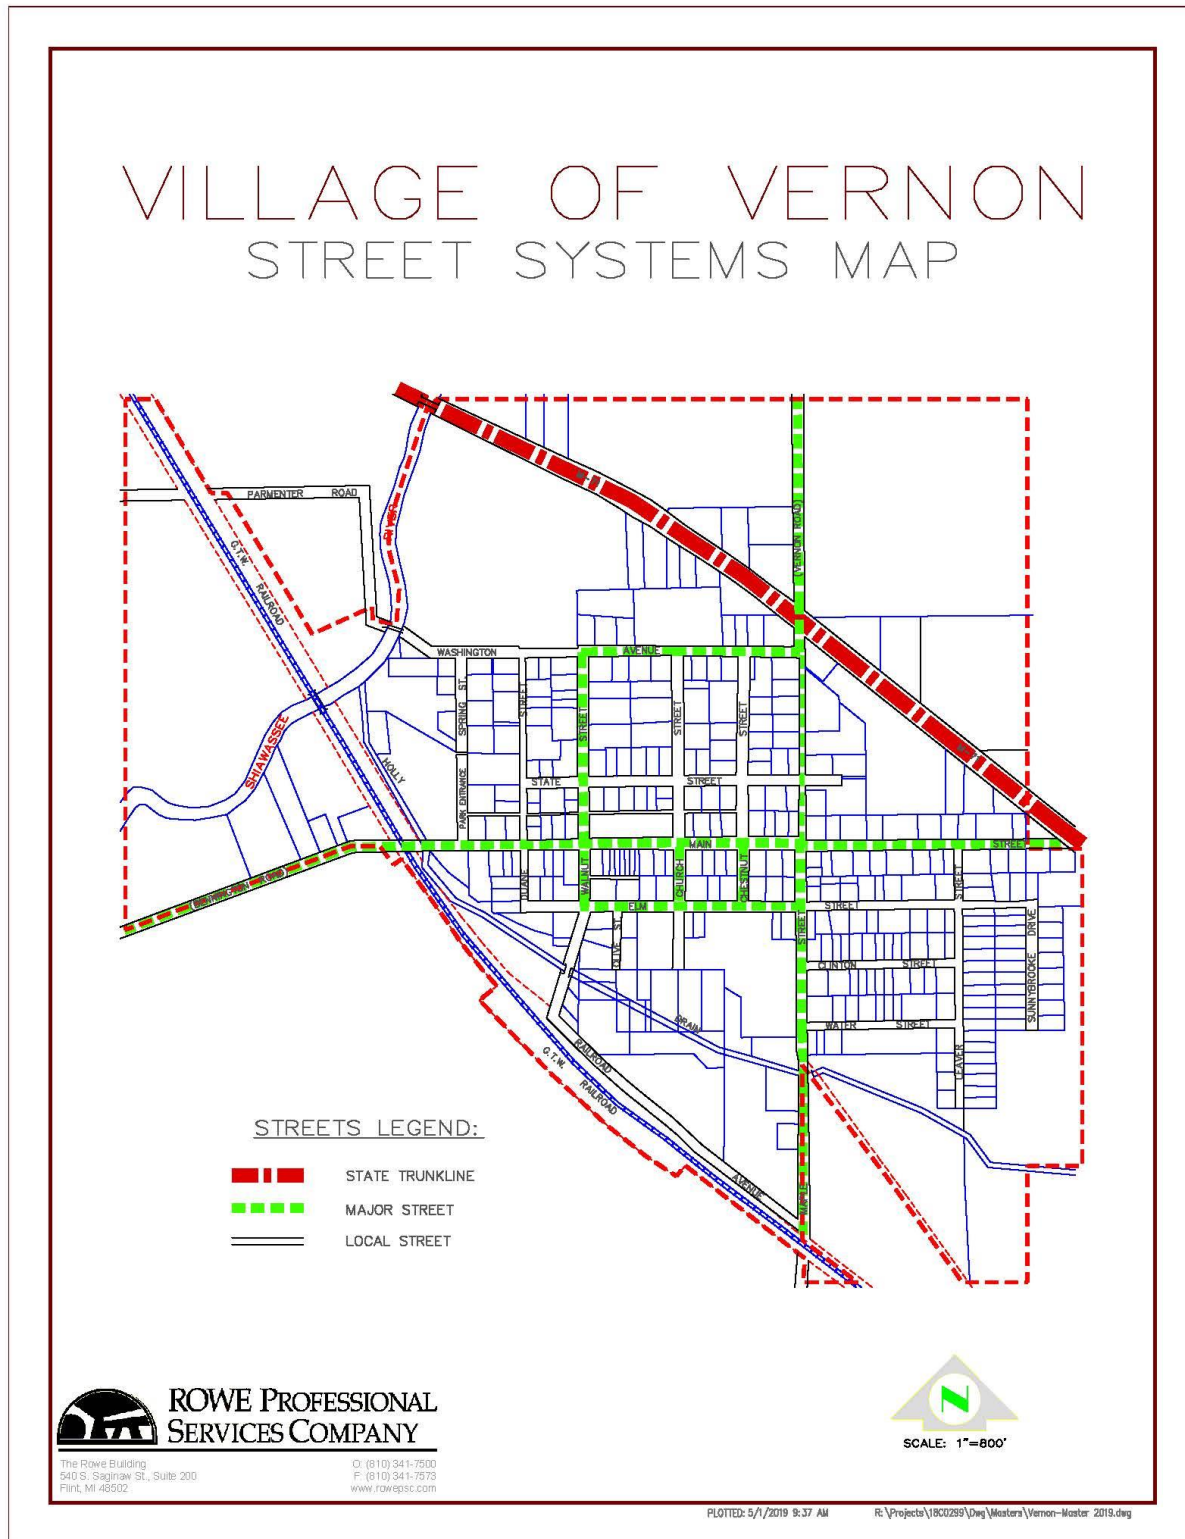 VILLAGE OF VERNON
STREET SYSTEMS MAP
PARMENTER ROAD
RIVER
(VERNON ROAD)
G.T.W. RAILROAD
WASHINGTON AVENUE
SPRING ST.
STREET
STREET
STREET
STREET
SHIAWASSEE
HOLLY
STATE STREET
PARK ENTRANCE
MAIN STREET
DUANE
WALNUT
CHURCH
CHESTNUT
STREET
ELM STREET
OLIVE ST.
STREET
SUNNYBROOKE DRIVE
CLINTON STREET
DRAIN
WATER STREET
LEAVER
RAILROAD
G.T.W. RAILROAD
AVENUE
MAPLE
STREETS LEGEND:
STATE TRUNKLINE
MAJOR STREET
LOCAL STREET
ROWE PROFESSIONAL
SERVICES COMPANY
The Rowe Building
540 S. Saginaw St., Suite 200
Flint, MI 48502
O: (810) 341-7500
F: (810) 341-7573
www.rowepsc.com
N
SCALE: 1"=800'
PLOTTED: 5/1/2019 9:37 AM
R:\Projects\18C0299\Dwg\Masters\Vernon-Master 2019.dwg